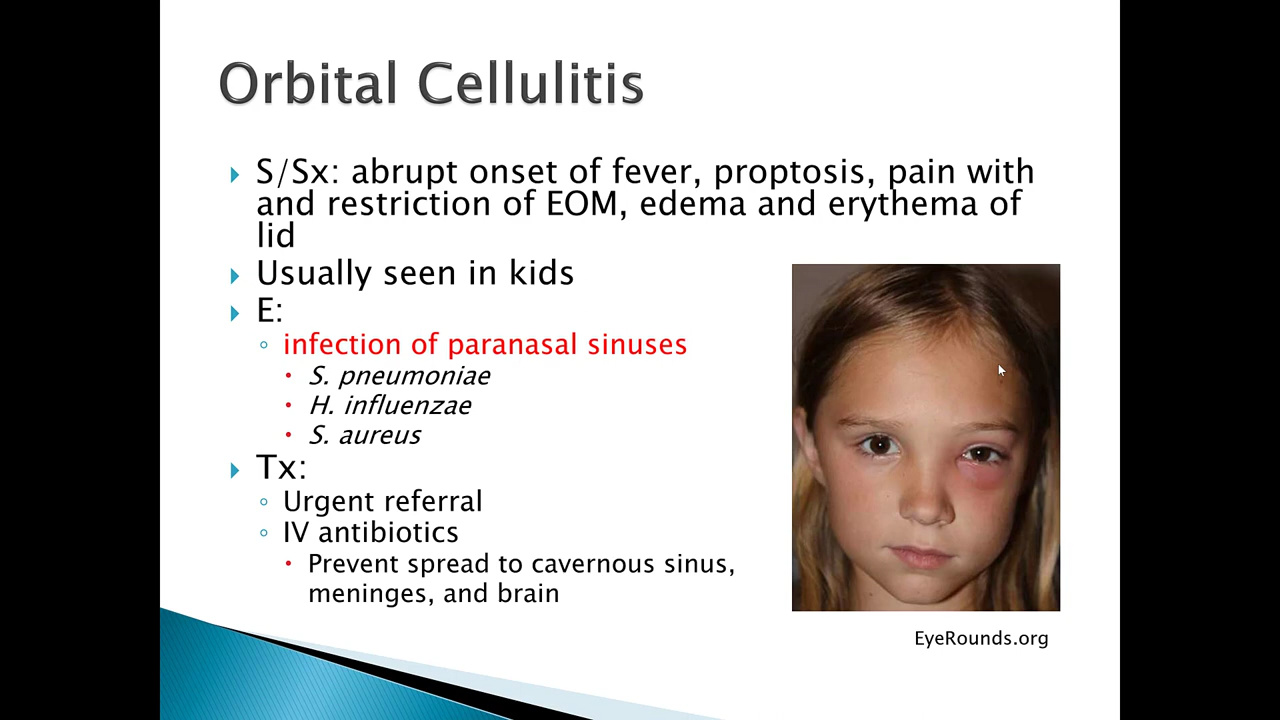 Orbital Cellulitis
S/Sx: abrupt onset of fever, proptosis, pain with
and restriction of EOM, edema and erythema of
lid
Usually seen in kids
E:
infection of paranasal sinuses
S. pneumoniae
H. influenzae
S. aureus
Tx:
Urgent referral
IV antibiotics
Prevent spread to cavernous sinus,
meninges, and brain
EyeRounds.org